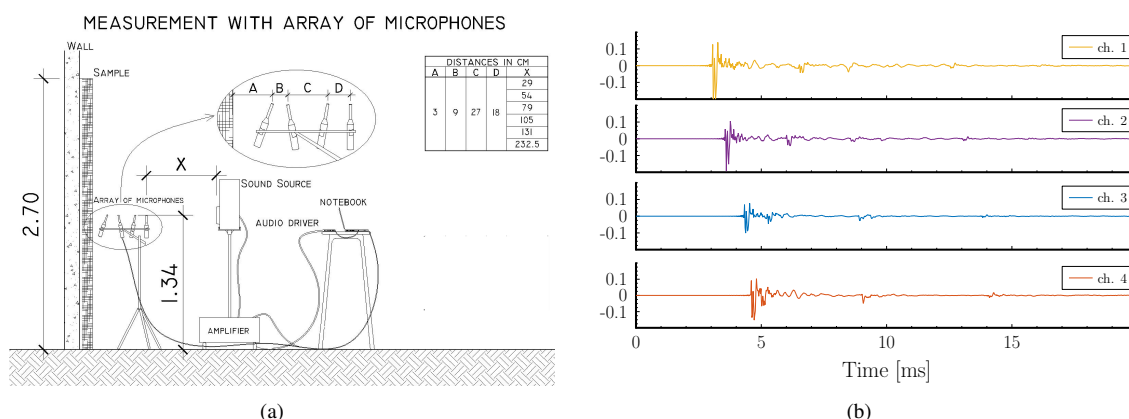 MEASUREMENT WITH ARRAY OF MICROPHONES
WALL
SAMPLE
A B C D
DISTANCES IN CM
A B C D X
3 9 27 18
29
54
79
105
131
232.5
X
SOUND SOURCE
ARRAY OF MICROPHONES
NOTEBOOK
AUDIO DRIVER
2.70
1.34
AMPLIFIER
(a)
0.1
0
-0.1
ch. 1
0.1
0
-0.1
ch. 2
0.1
0
-0.1
ch. 3
0.1
0
-0.1
ch. 4
0 5 10 15
Time [ms]
(b)